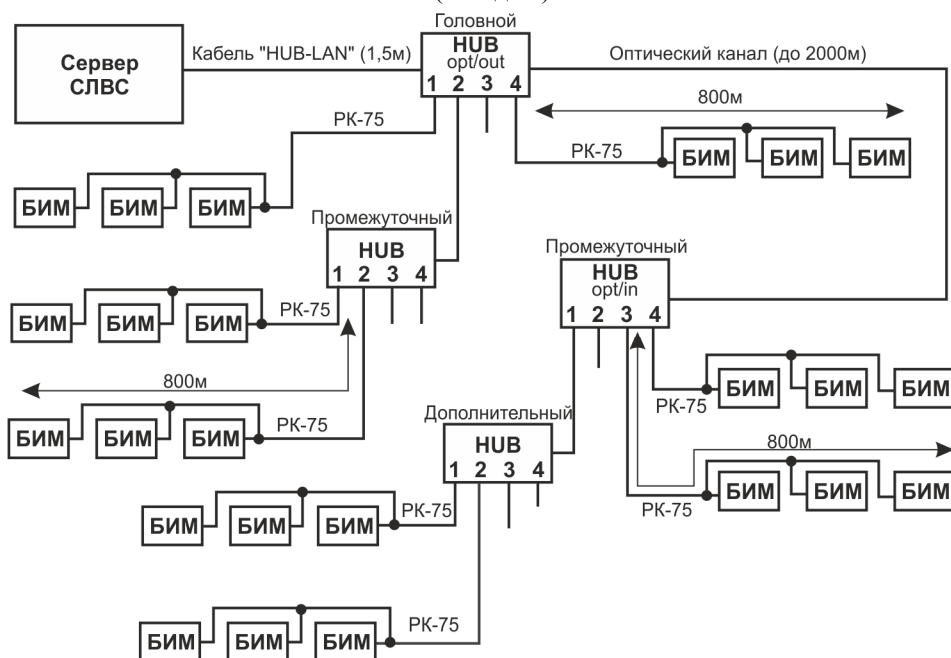 Головной
Сервер
СЛВС
Кабель "HUB-LAN" (1,5м)
HUB
opt/out
1 2 3 4
Оптический канал (до 2000м)
800м
РК-75
РК-75
БИМ БИМ БИМ
БИМ БИМ БИМ
Промежуточный
HUB
1 2 3 4
Промежуточный
HUB
opt/in
1 2 3 4
БИМ БИМ БИМ
РК-75
800м
БИМ БИМ БИМ
РК-75
БИМ БИМ БИМ
РК-75
Дополнительный
HUB
1 2 3 4
800м
БИМ БИМ БИМ
РК-75
БИМ БИМ БИМ
РК-75
БИМ БИМ БИМ
РК-75